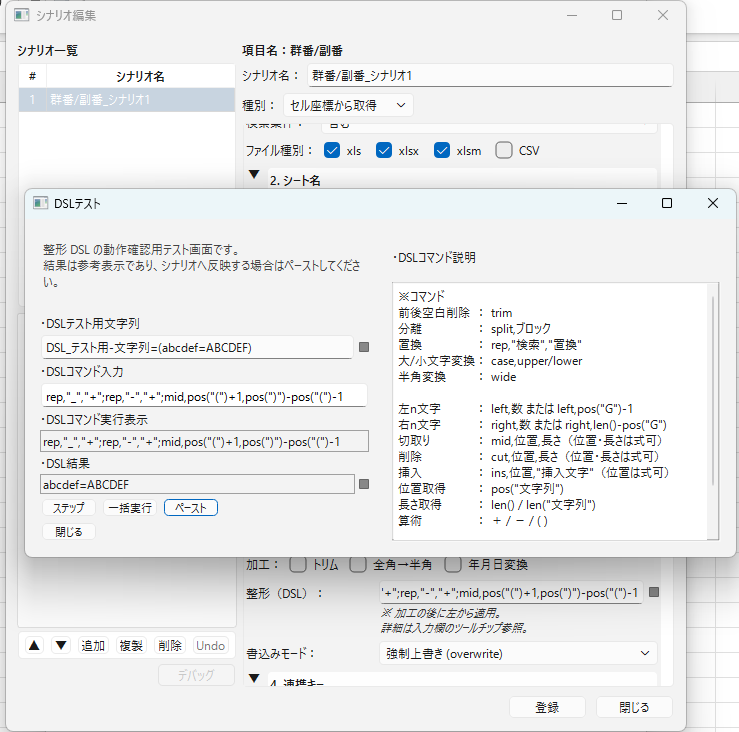 シナリオ編集
シナリオ一覧
# シナリオ名
1 群番/副番_シナリオ1
項目名：群番/副番
シナリオ名： 群番/副番_シナリオ1
種別： セル座標から取得
ファイル種別： xls xlsx xlsm CSV
▼ 2. シート名
DSLテスト
整形 DSL の動作確認用テスト画面です。
結果は参考表示であり、シナリオへ反映する場合はペーストしてくださ
い。
･DSLテスト用文字列
DSL_テスト用-文字列=(abcdef=ABCDEF)
･DSLコマンド入力
rep,"_","+";rep,"-","+";mid,pos("(")+1,pos(")")-pos("(")-1
･DSLコマンド実行表示
rep,"_","+";rep,"-","+";mid,pos("(")+1,pos(")")-pos("(")-1
･DSL結果
abcdef=ABCDEF
ステップ 一括実行 ペースト
閉じる
･DSLコマンド説明
※コマンド
前後空白削除 ： trim
分離 ： split,ブロック
置換 ： rep,"検索","置換"
大/小文字変換： case,upper/lower
半角変換 ： wide
左n文字 ： left,数 または left,pos("G")-1
右n文字 ： right,数 または right,len()-pos("G")
切取り ： mid,位置,長さ（位置・長さは式可）
削除 ： cut,位置,長さ（位置・長さは式可）
挿入 ： ins,位置,"挿入文字"（位置は式可）
位置取得 ： pos("文字列")
長さ取得 ： len() / len("文字列")
算術 ： ＋ / － / ( )
加工： トリム 全角→半角 年月日変換
整形（DSL）： '+";rep,"-","+";mid,pos("(")+1,pos(")")-pos("(")-1
※ 加工の後に左から適用。
詳細は入力欄のツールチップ参照。
▲ ▼ 追加 複製 削除 Undo
書込みモード： 強制上書き (overwrite)
デバッグ
▼ 4. 連携キー
登録 閉じる